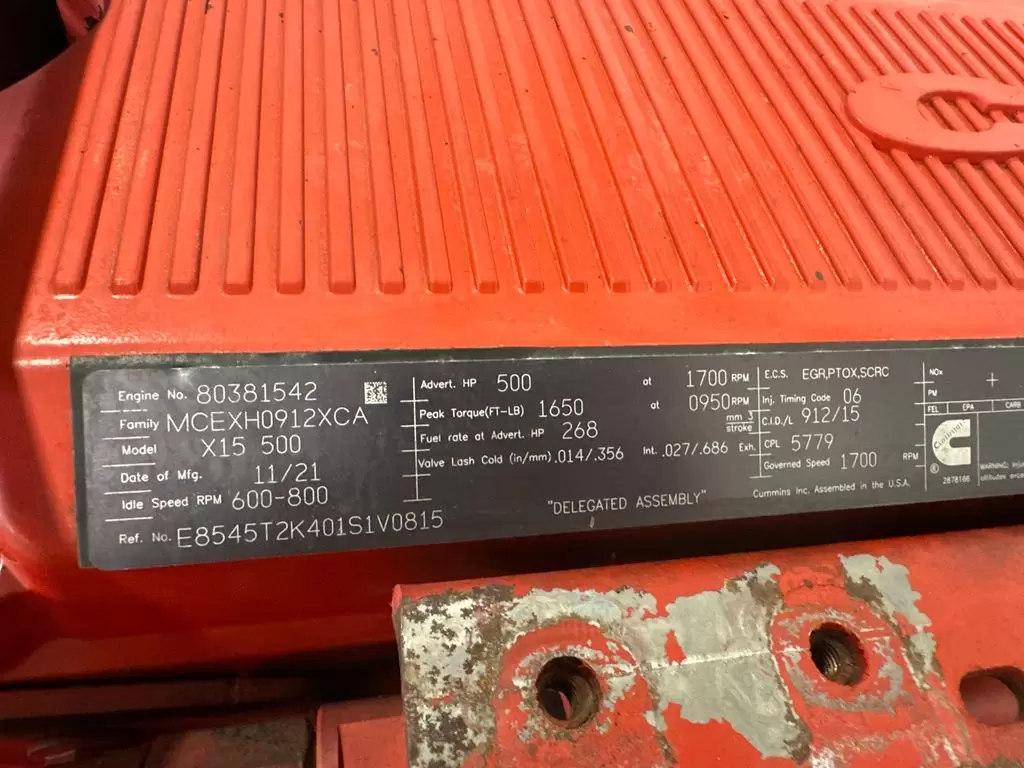 Engine No. 80381542
Family MCEXH0912XCA
Model X15 500
Date of Mfg. 11/21
Idle Speed RPM 600-800
Ref. No. E8545T2K401S1V0815
Advert. HP 500 at 1700 RPM
Peak Torque(FT-LB) 1650 at 0950 RPM
Fuel rate at Advert. HP 268 mm 3 stroke
Valve Lash Cold (in/mm) .014/.356 Int. .027/.686 Exh.
"DELEGATED ASSEMBLY"
E.C.S. EGR,PTOX,SCRC
Inj. Timing Code 06
C.I.D./L 912/15
CPL 5779
Governed Speed 1700 RPM
Cummins Inc. Assembled in the U.S.A.
NOx
PM
FEL EPA CARB
Cummins
®
2878166
WARNING: